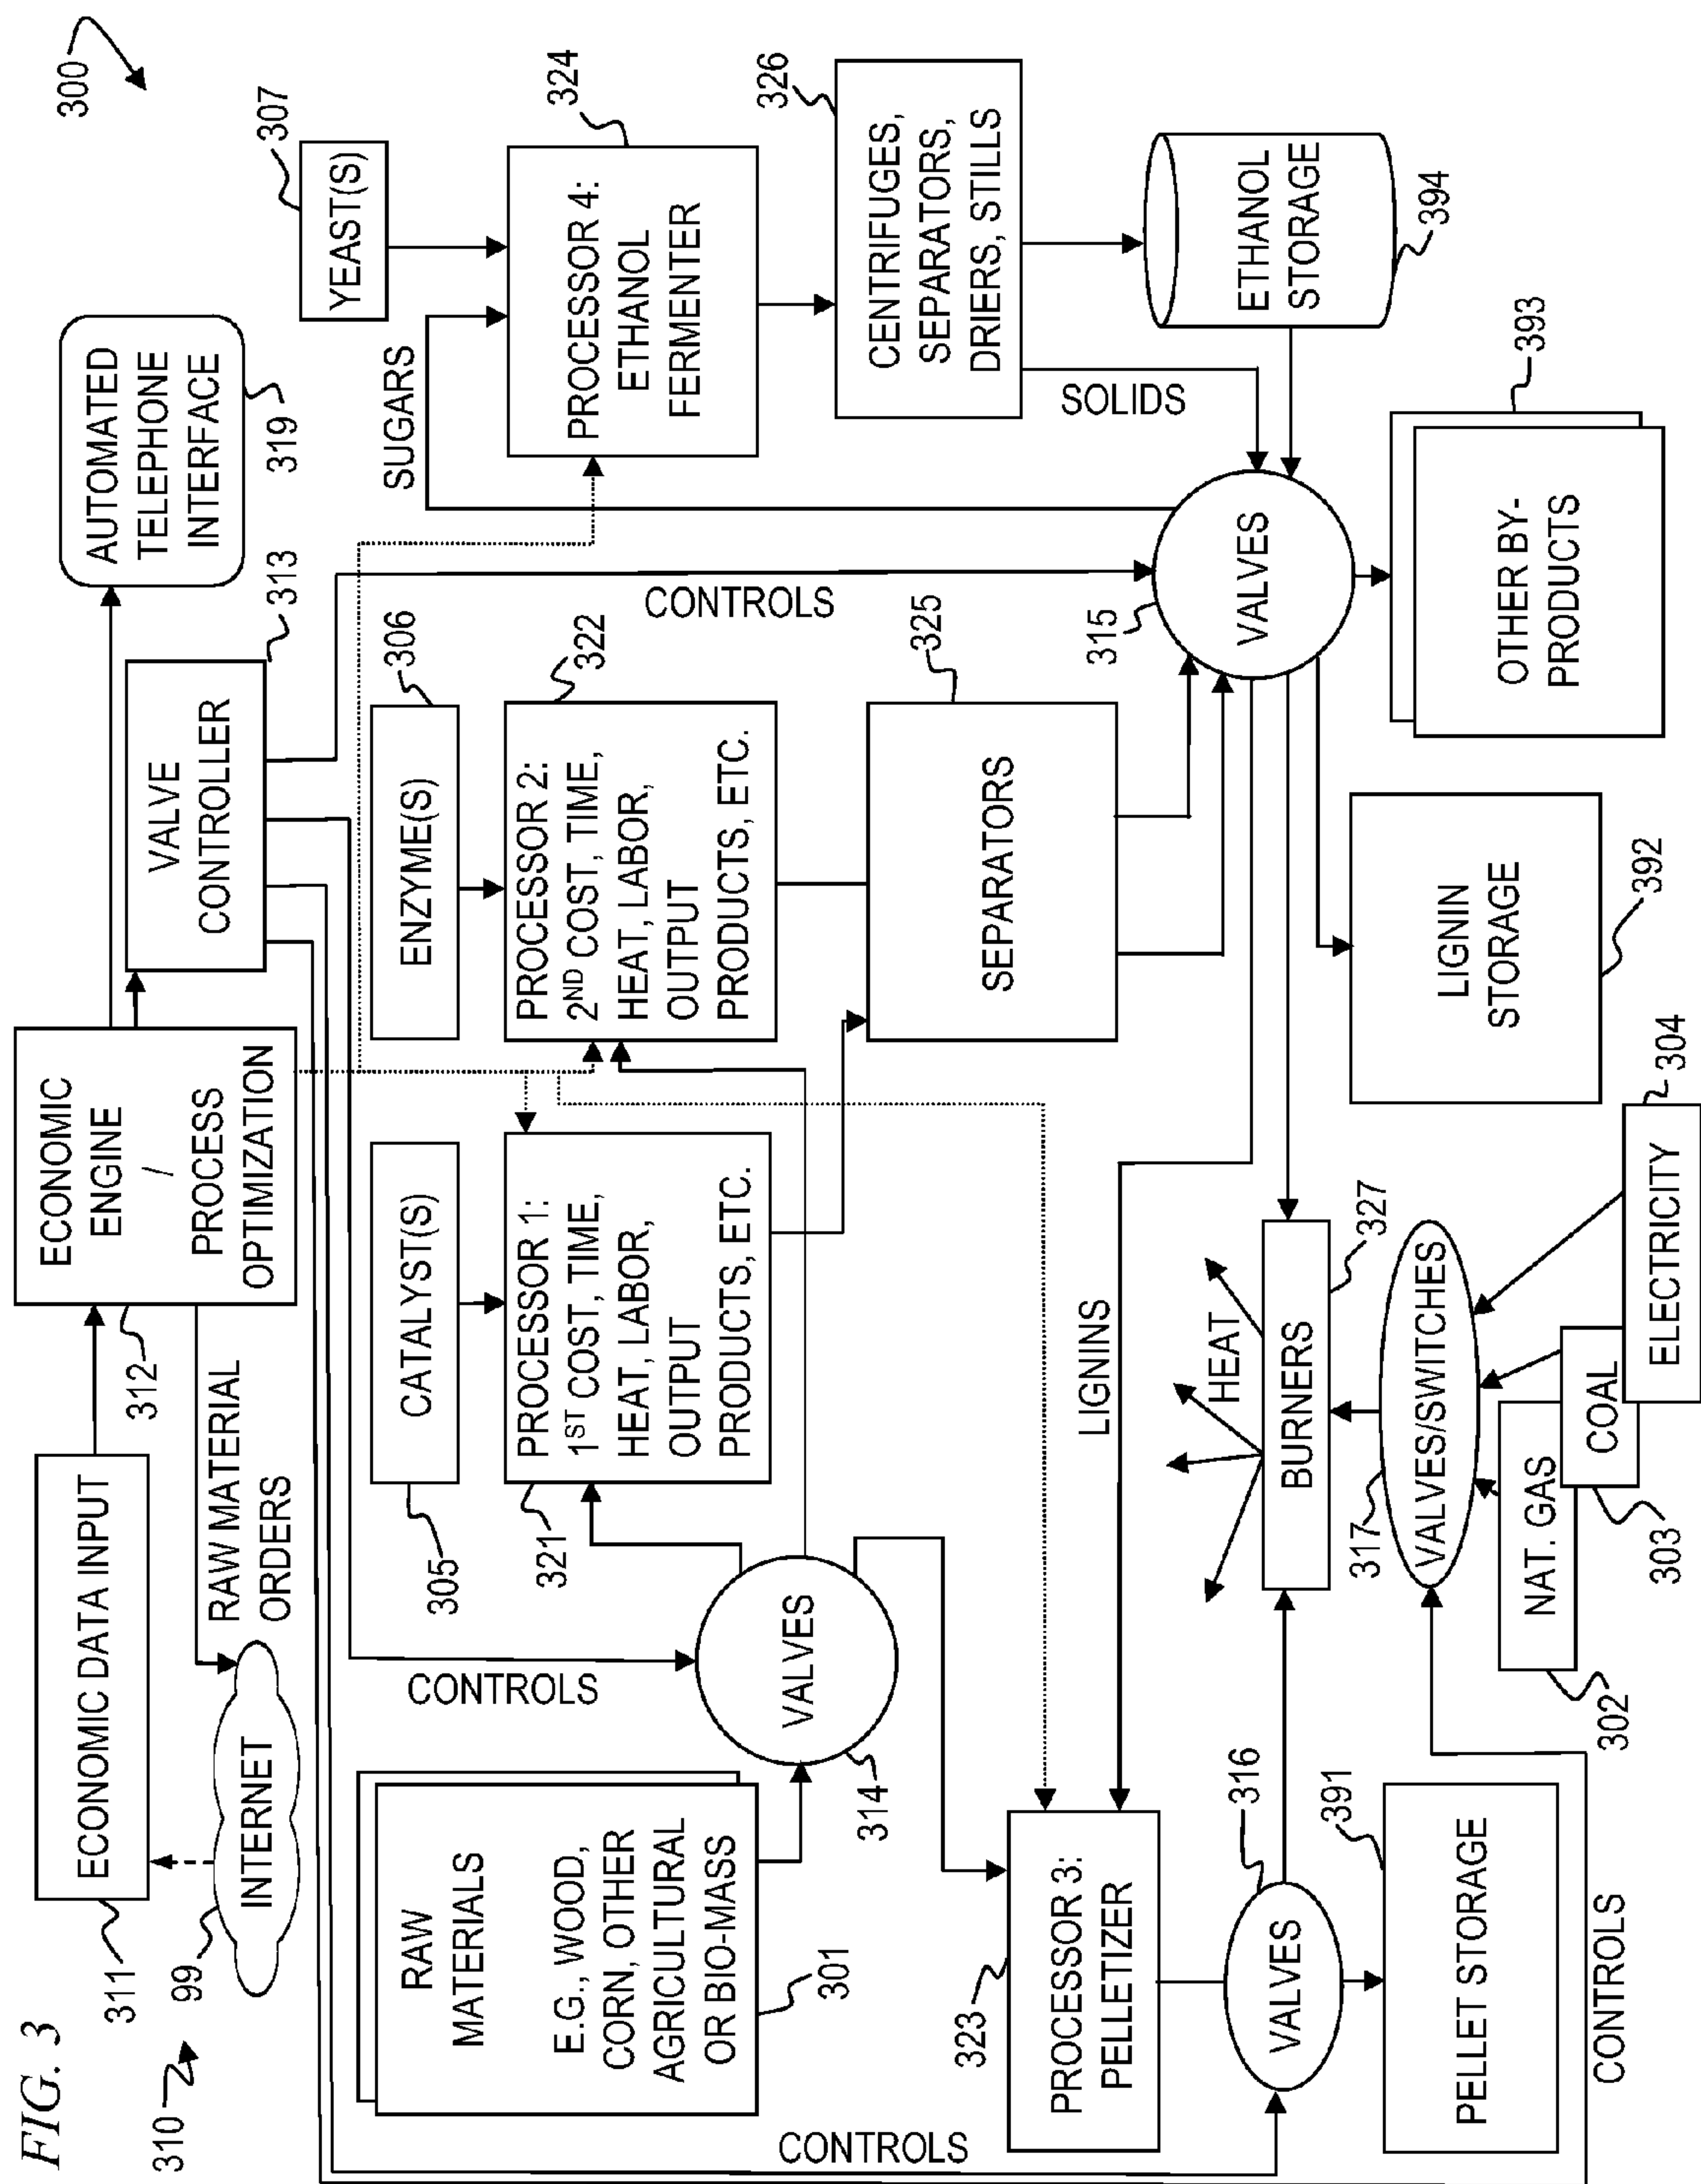 FIG. 3
300
310
ECONOMIC DATA INPUT
311
INTERNET
99
RAW MATERIAL
ORDERS
ECONOMIC
ENGINE
/
PROCESS
OPTIMIZATION
312
VALVE
CONTROLLER
313
AUTOMATED
TELEPHONE
INTERFACE
319
YEAST(S)
307
RAW
MATERIALS
E.G., WOOD,
CORN, OTHER
AGRICULTURAL
OR BIO-MASS
301
CONTROLS
VALVES
314
CATALYST(S)
305
PROCESSOR 1:
1ST COST, TIME,
HEAT, LABOR,
OUTPUT
PRODUCTS, ETC.
321
ENZYME(S)
306
PROCESSOR 2:
2ND COST, TIME,
HEAT, LABOR,
OUTPUT
PRODUCTS, ETC.
322
CONTROLS
SUGARS
PROCESSOR 4:
ETHANOL
FERMENTER
324
SEPARATORS
325
CENTRIFUGES,
SEPARATORS,
DRIERS, STILLS
326
SOLIDS
CONTROLS
PROCESSOR 3:
PELLETIZER
323
LIGNINS
VALVES
315
ETHANOL
STORAGE
394
VALVES
316
HEAT
BURNERS
327
LIGNIN
STORAGE
392
OTHER BY-
PRODUCTS
393
PELLET STORAGE
391
VALVES/SWITCHES
317
NAT. GAS
302
COAL
303
ELECTRICITY
304
CONTROLS